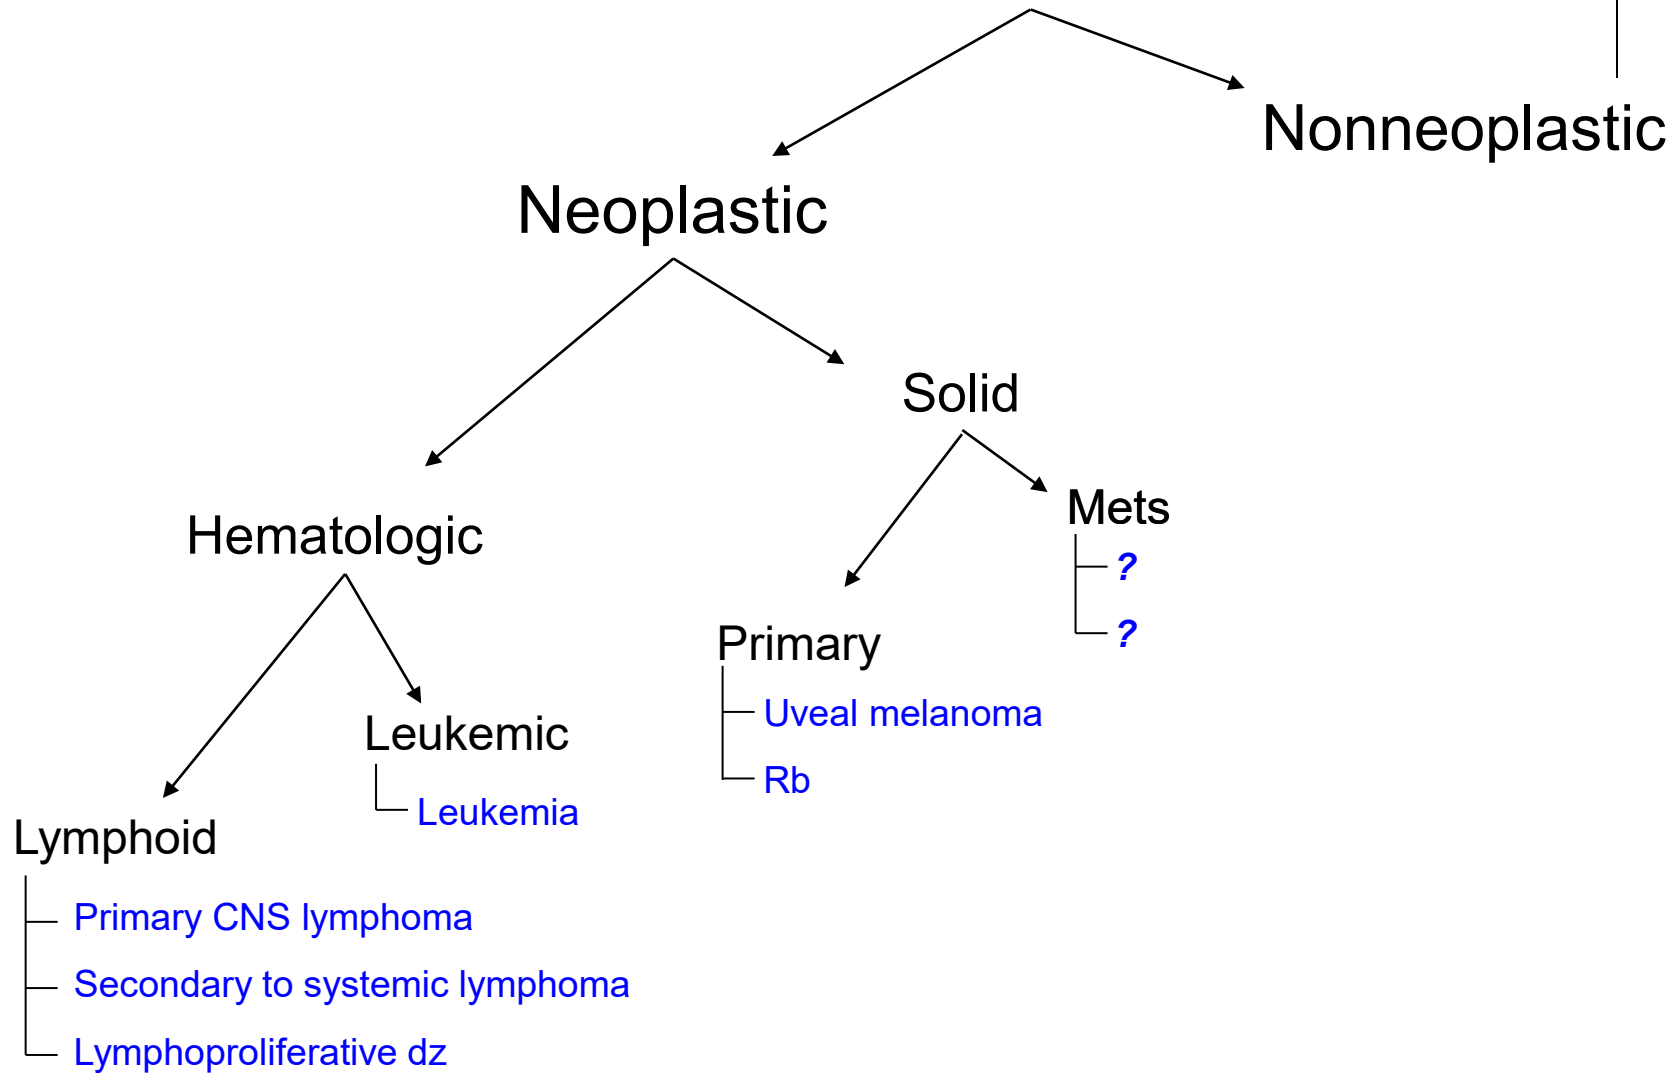 Nonneoplastic
Neoplastic
Solid
Mets
?
?
Hematologic
Primary
Uveal melanoma
Rb
Leukemic
Leukemia
Lymphoid
Primary CNS lymphoma
Secondary to systemic lymphoma
Lymphoproliferative dz